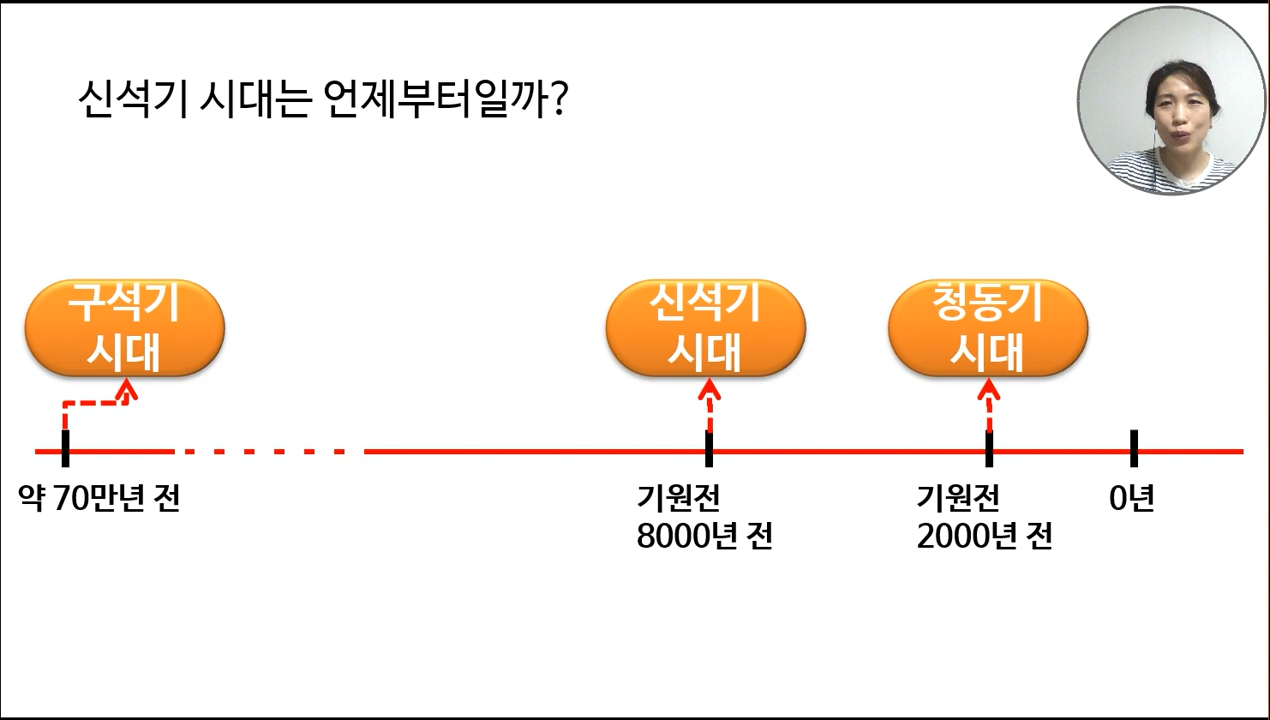 신석기 시대는 언제부터일까?
구석기
시대
신석기
시대
청동기
시대
약 70만년 전
기원전
8000년 전
기원전
2000년 전
0년